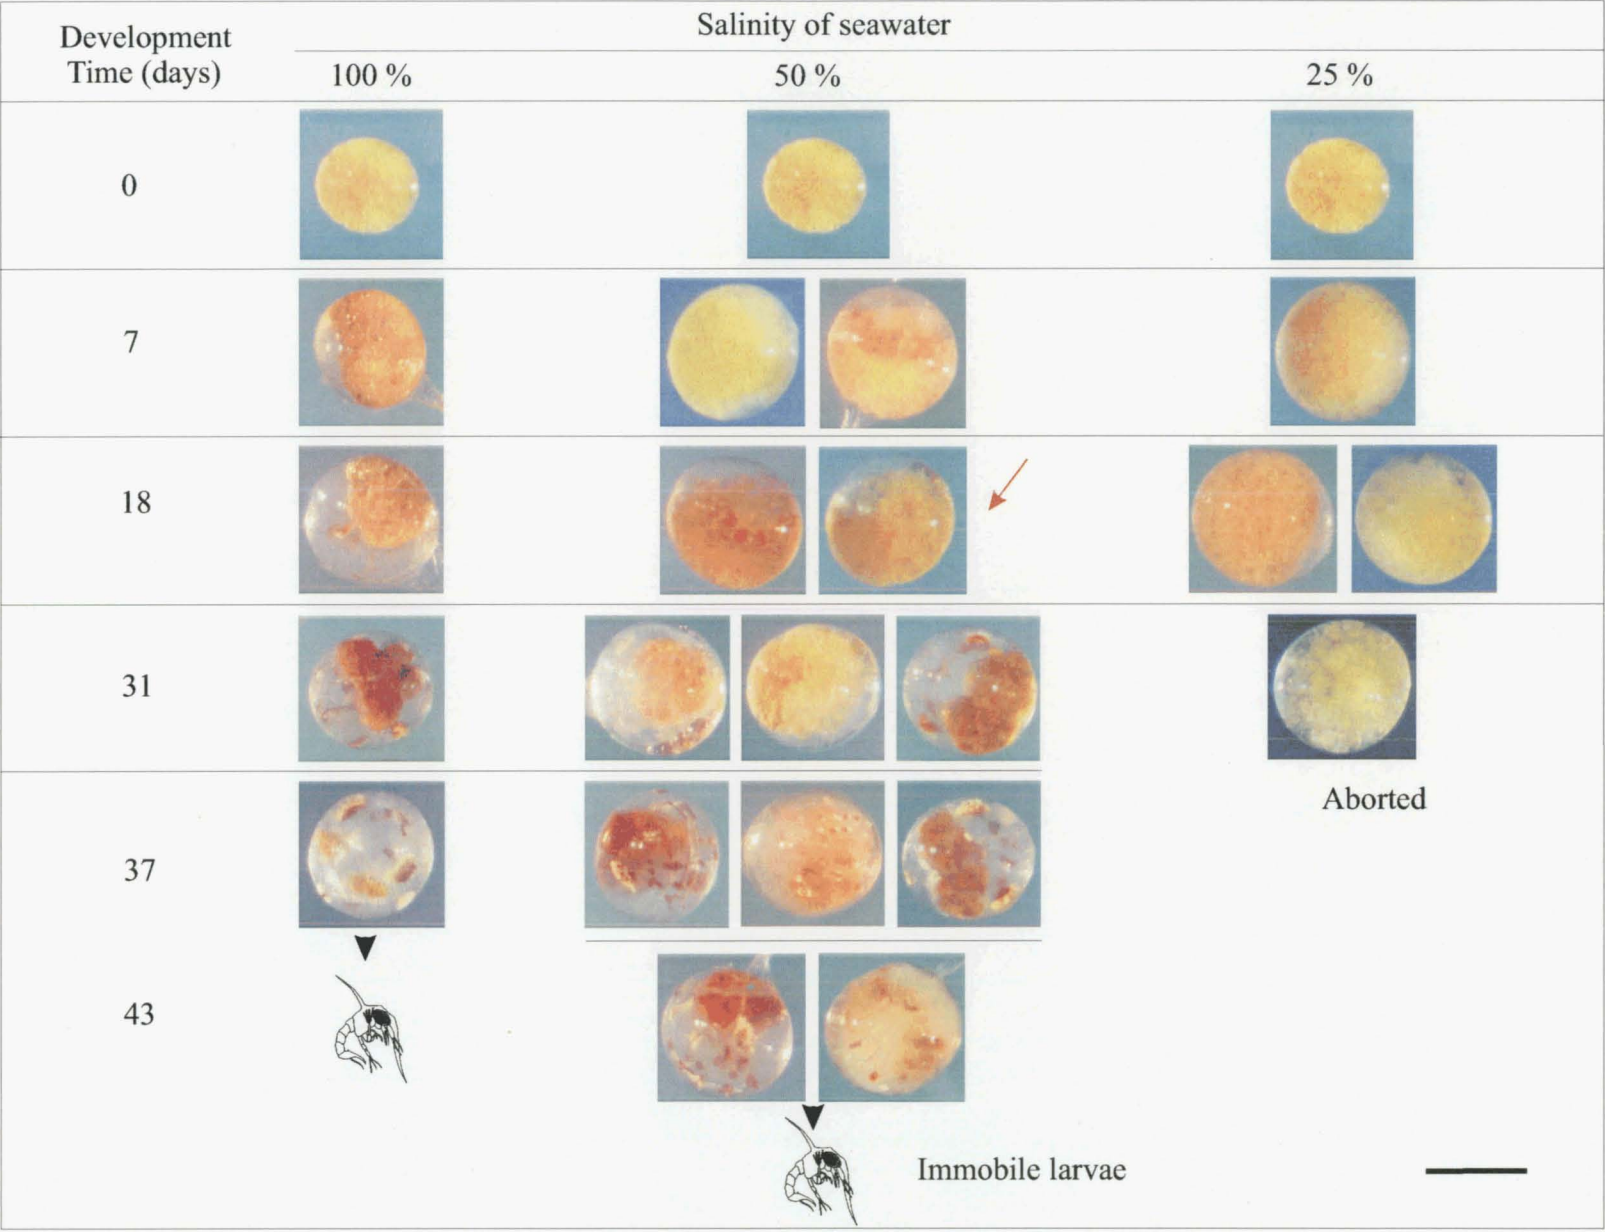 Salinity of seawater
Development
Time (days)
100 %
50 %
25 %
0
7
18
31
Aborted
37
43
Immobile larvae